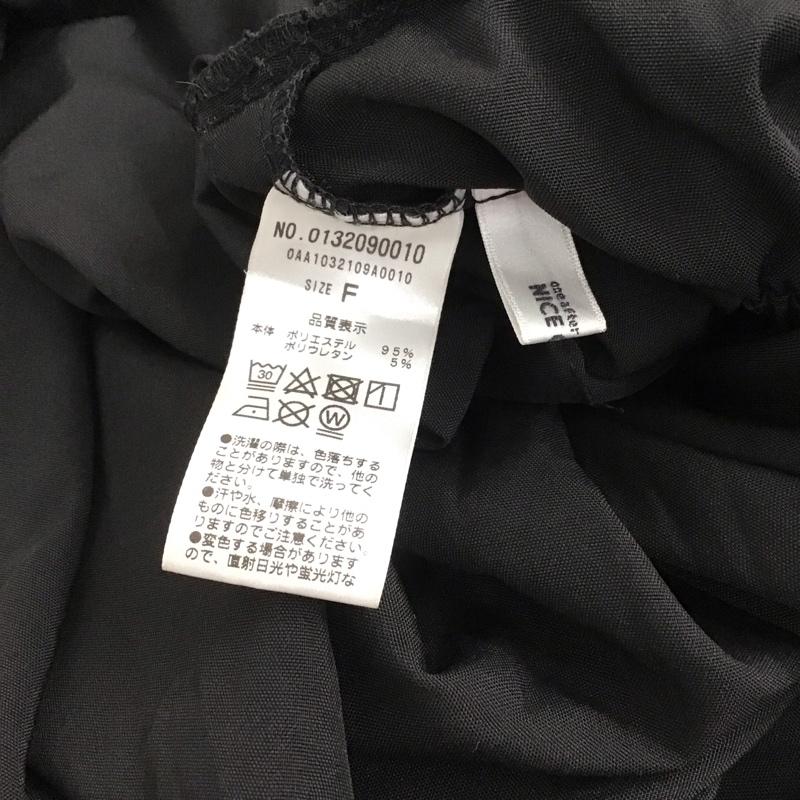 NO.0132090010
OAA1032109A0010
SIZE F
品質表示
本体 ポリエステル 95%
ポリウレタン 5%
30
W
●洗濯の際は、色落ちする
ことがありますので、他の
物と分けて単独で洗ってく
ださい。
●汗や水、摩擦により他の
ものに色移りすることがあ
りますのでご注意ください。
●変色する場合があります
ので、直射日光や蛍光灯な
one after
NICE